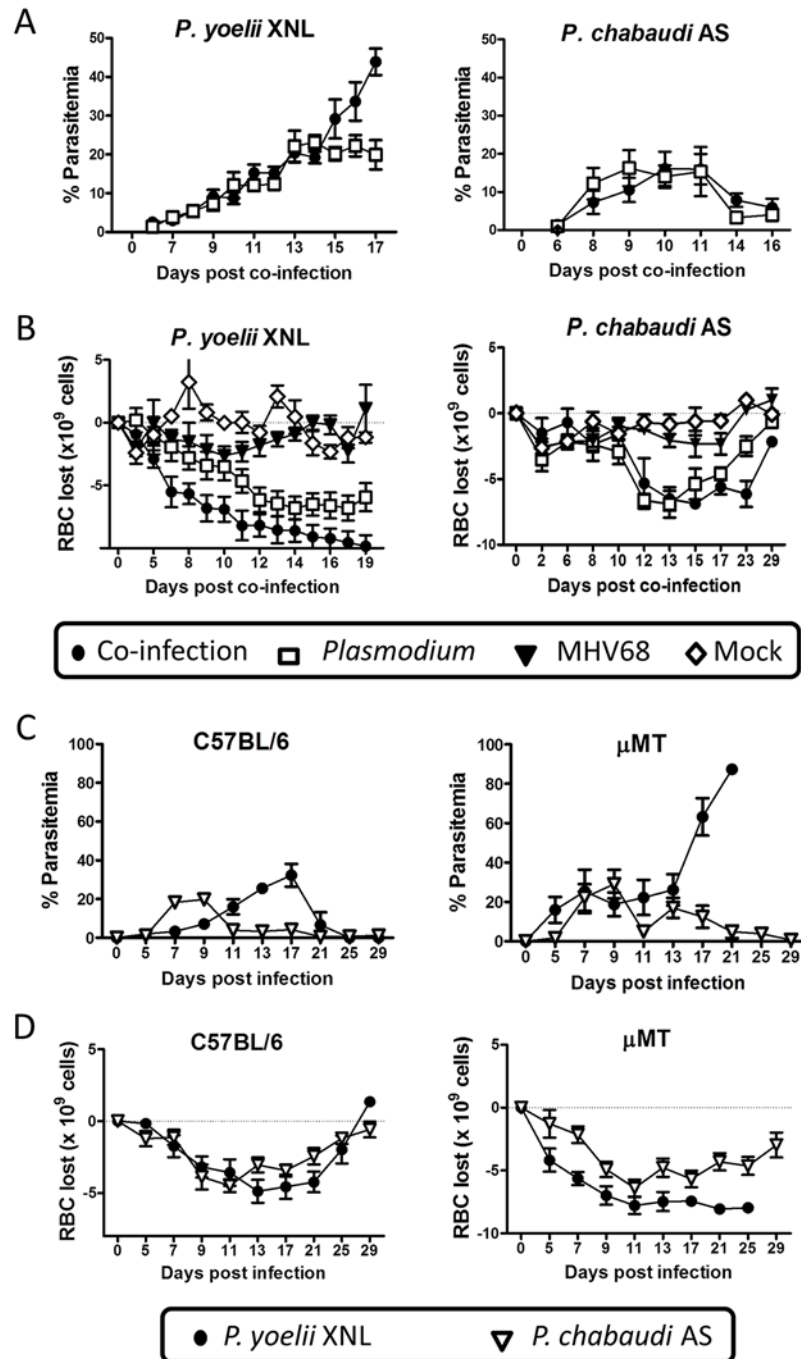 A
P. yoelii XNL
P. chabaudi AS
% Parasitemia
50
40
30
20
10
0
0 7 9 11 13 15 17
Days post co-infection
% Parasitemia
50
40
30
20
10
0
0 6 8 9 10 11 14 16
Days post co-infection
B
P. yoelii XNL
P. chabaudi AS
RBC lost (x10⁹ cells)
5
0
-5
0 5 8 10 12 14 16 19
Days post co-infection
RBC lost (x10⁹ cells)
5
0
-5
-10
0 2 6 8 10 12 13 15 17 23 29
Days post co-infection
Co-infection Plasmodium MHV68 Mock
C
C57BL/6
µMT
% Parasitemia
100
80
60
40
20
0
0 5 7 9 11 13 17 21 25 29
Days post infection
% Parasitemia
100
80
60
40
20
0
0 5 7 9 11 13 17 21 25 29
Days post infection
D
C57BL/6
µMT
RBC lost (x 10⁹ cells)
5
0
-5
0 5 7 9 11 13 17 21 25 29
Days post infection
RBC lost (x 10⁹ cells)
5
0
-5
-10
0 5 7 9 11 13 17 21 25 29
Days post infection
P. yoelii XNL P. chabaudi AS